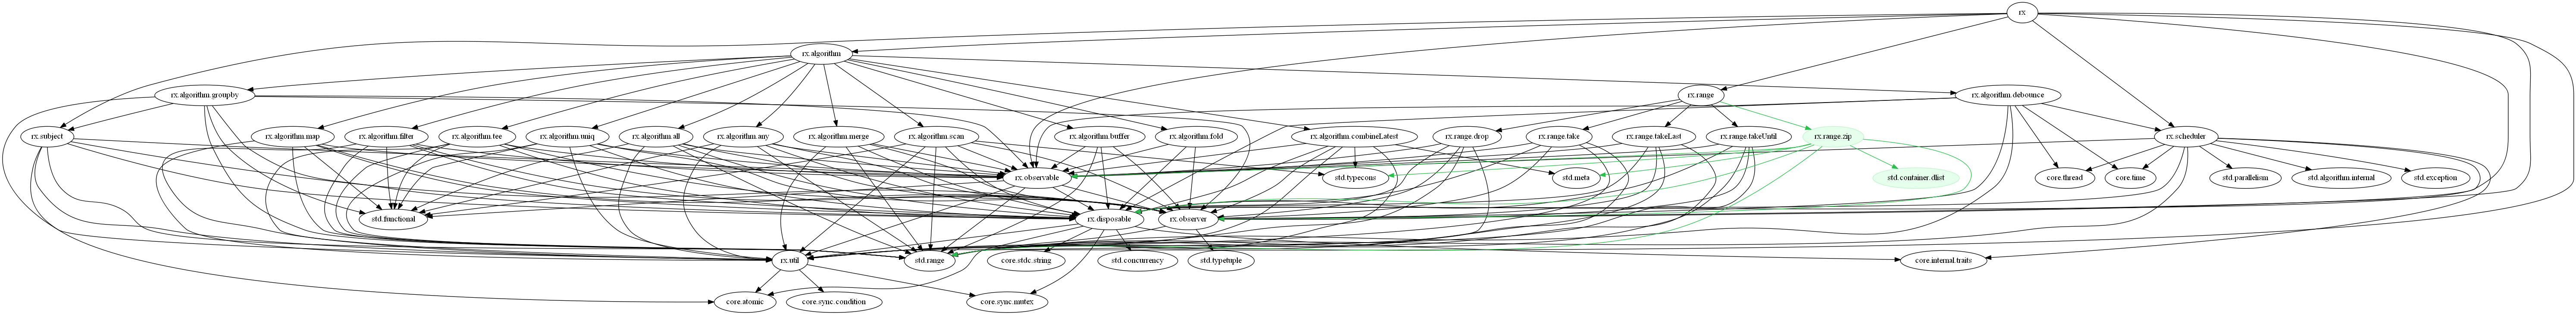 rx
rx.algorithm
rx.algorithm.groupby
rx.range
rx.algorithm.debounce
rx.subject
rx.algorithm.map
rx.algorithm.filter
rx.algorithm.tee
rx.algorithm.uniq
rx.algorithm.all
rx.algorithm.any
rx.algorithm.merge
rx.algorithm.scan
rx.algorithm.buffer
rx.algorithm.fold
rx.algorithm.combineLatest
rx.range.drop
rx.range.take
rx.range.takeLast
rx.range.takeUntil
rx.range.zip
rx.scheduler
rx.observable
std.typecons
std.meta
std.container.dlist
core.thread
core.time
std.parallelism
std.algorithm.internal
std.exception
std.functional
rx.disposable
rx.observer
rx.util
std.range
core.stdc.string
std.concurrency
std.typetuple
core.internal.traits
core.atomic
core.sync.condition
core.sync.mutex